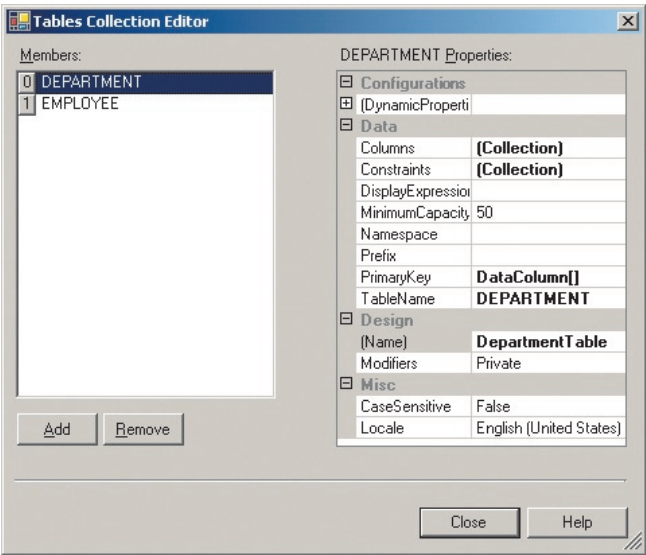 Tables Collection Editor
Members:
0 DEPARTMENT
1 EMPLOYEE
Add Remove
DEPARTMENT Properties:
Configurations
(DynamicProperti
Data
Columns (Collection)
Constraints (Collection)
DisplayExpression
MinimumCapacity 50
Namespace
Prefix
PrimaryKey DataColumn[]
TableName DEPARTMENT
Design
(Name) DepartmentTable
Modifiers Private
Misc
CaseSensitive False
Locale English (United States)
Close Help